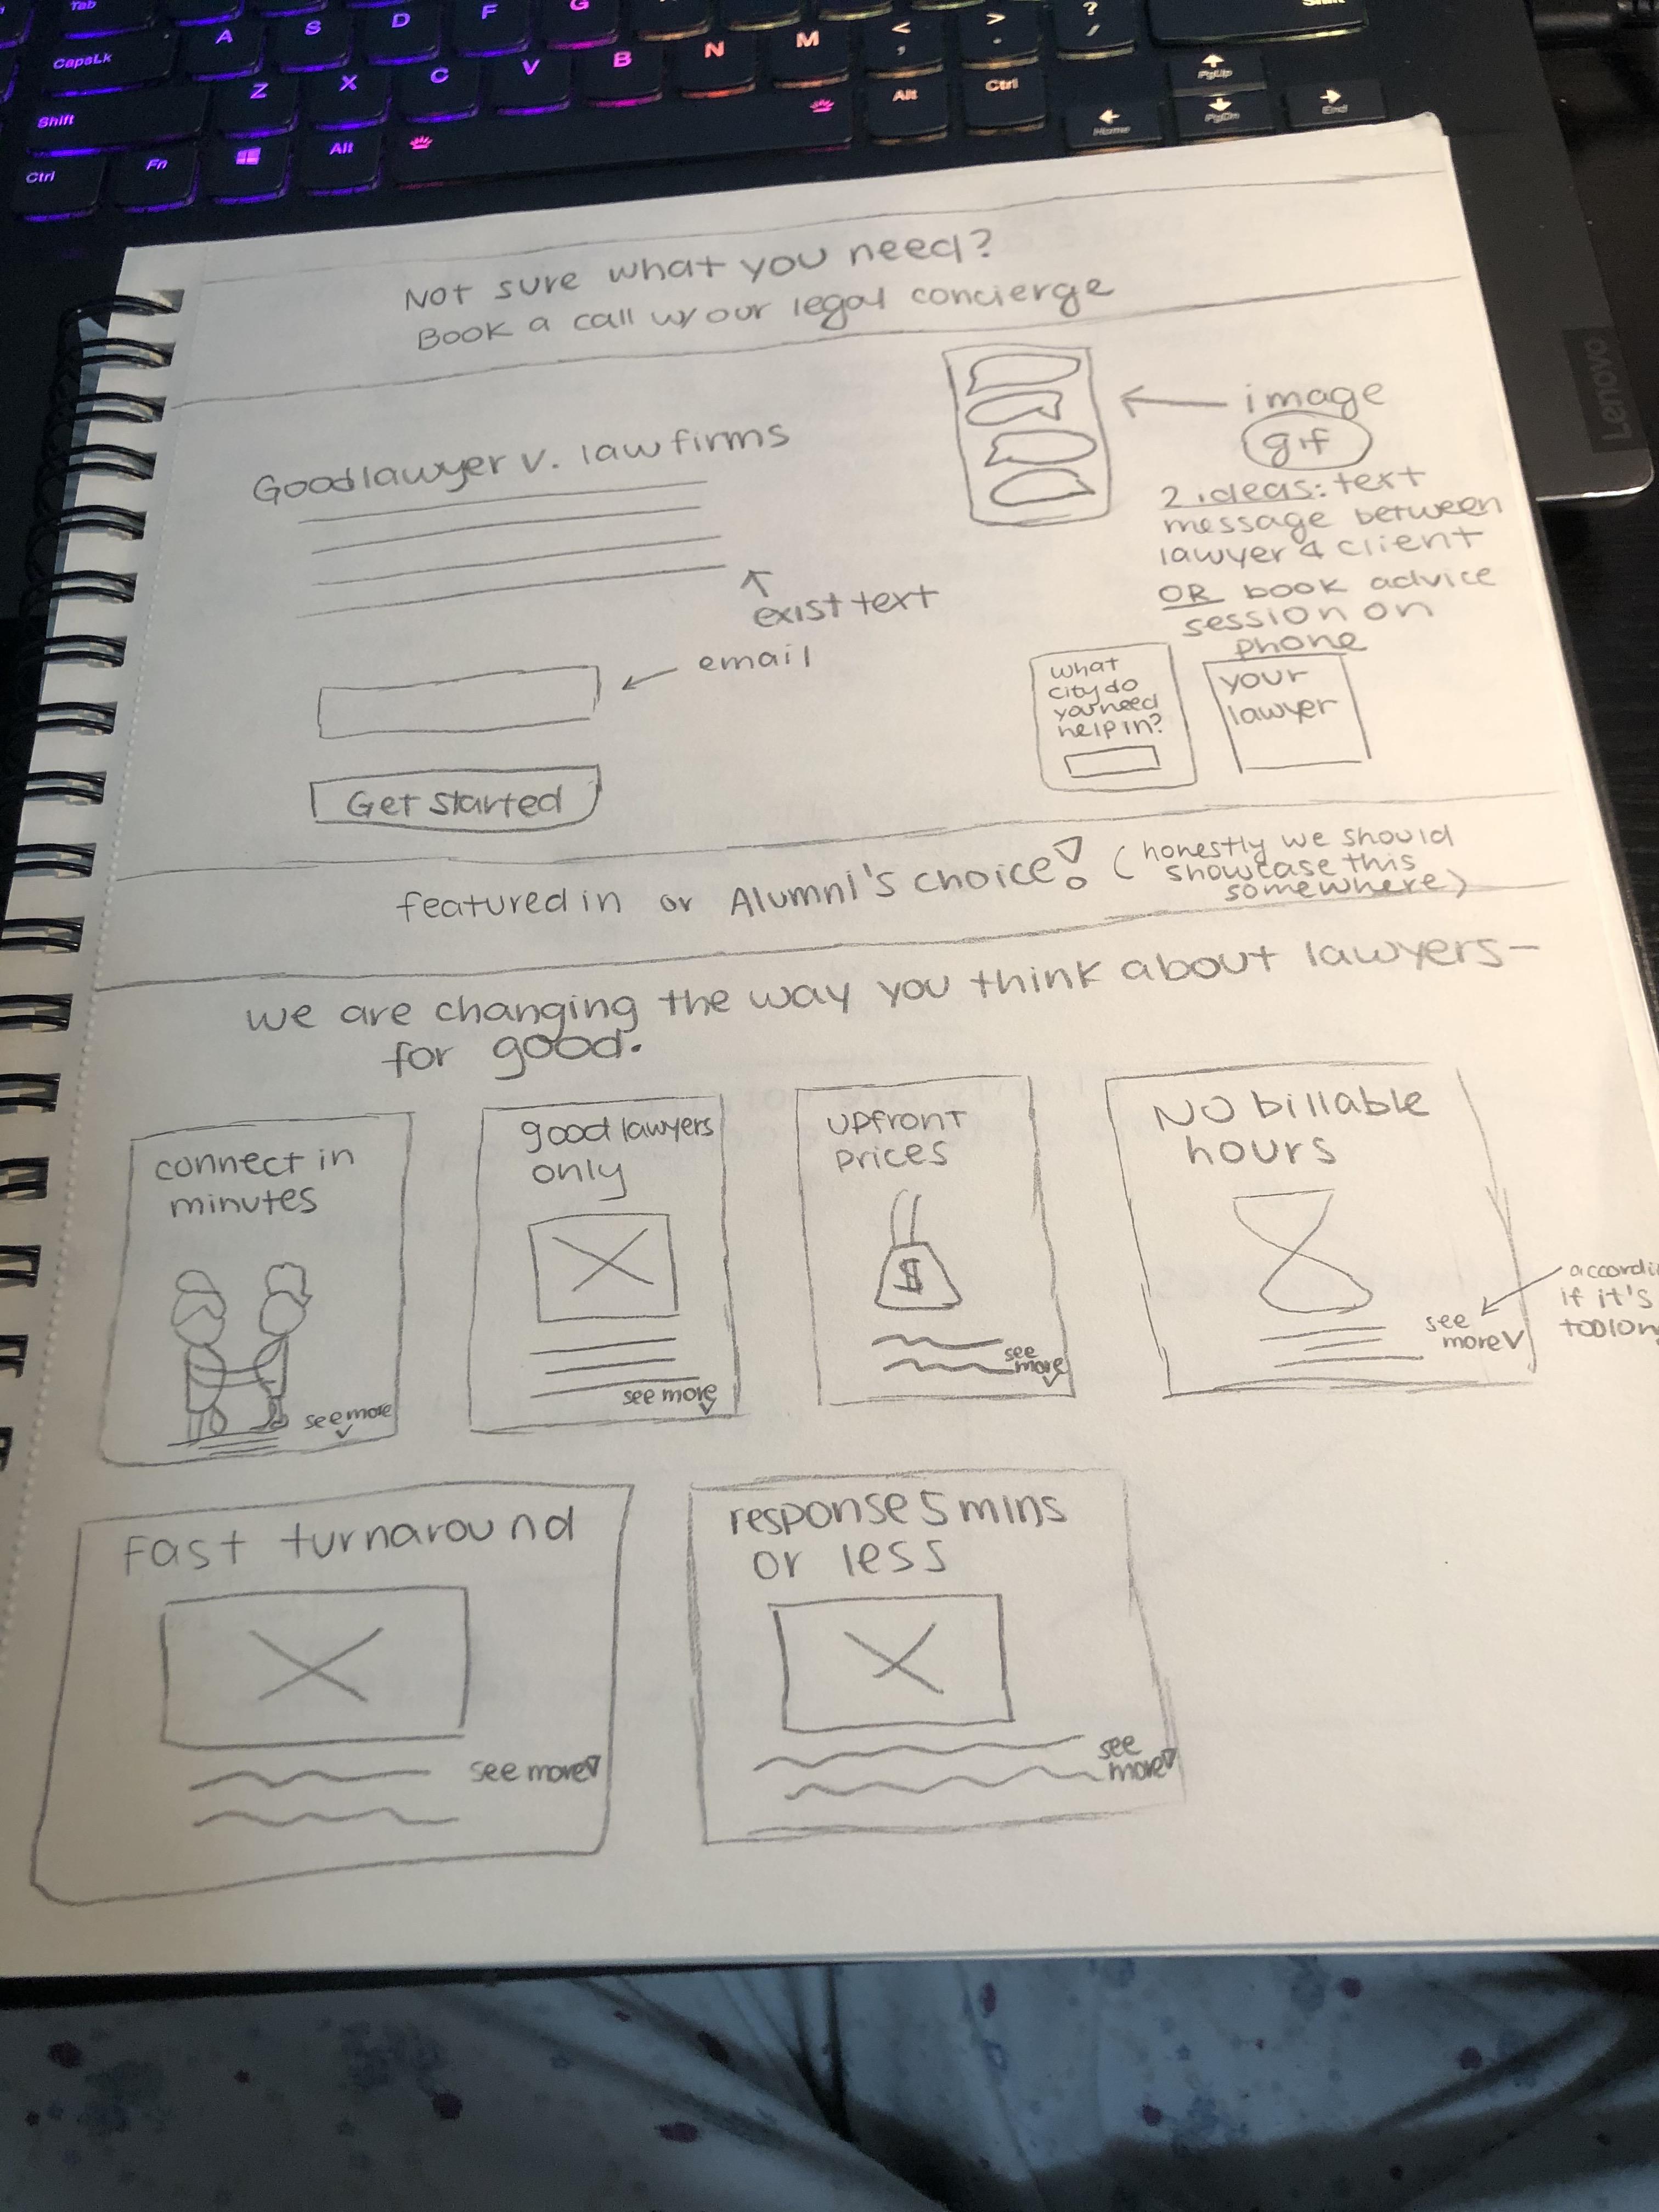 Tab
CapsLk
A
S
D
F
G
Shift
Z
X
C
V
B
N
M
<
,
>
.
?
/
Shift
Ctrl
Fn
Alt
Alt
Ctrl
PgUp
Home
PgDn
End
Lenovo
Not sure what you need?
Book a call w/our legal concierge
Goodlawyer v. law firms
exist text
image
gif
2 ideas: text
message between
lawyer & client
OR book advice
session on
phone
email
Get started
what
city do
you need
help in?
your
lawyer
featured in or Alumni's choice! (honestly we should
showcase this
somewhere)
we are changing the way you think about lawyers-
for good.
connect in
minutes
see more
good lawyers
only
see more
upfront
prices
$
see
more
No billable
hours
see
more
accordi
if it's
too lon
Fast turnaround
see more
response 5 mins
or less
see
more